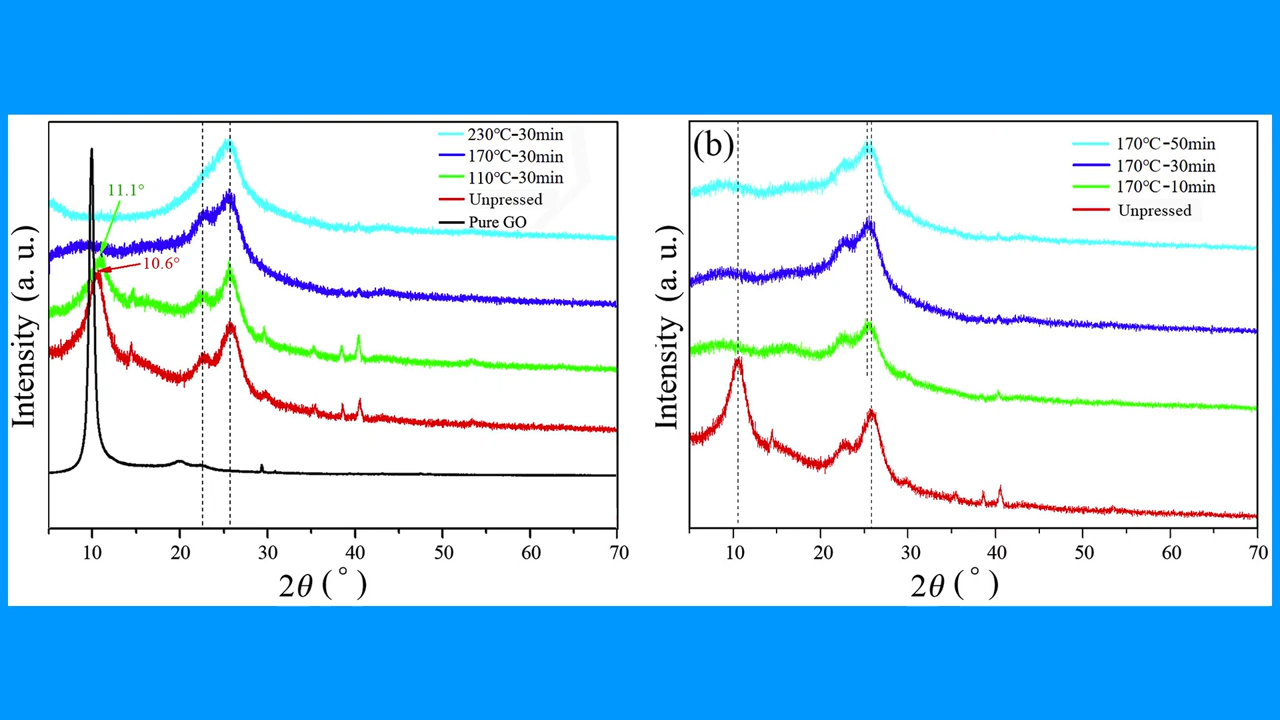 230℃-30min
170℃-30min
110℃-30min
Unpressed
Pure GO
11.1°
10.6°
Intensity (a. u.)
10 20 30 40 50 60 70
2θ (°)
(b)
170℃-50min
170℃-30min
170℃-10min
Unpressed
Intensity (a. u.)
10 20 30 40 50 60 70
2θ (°)